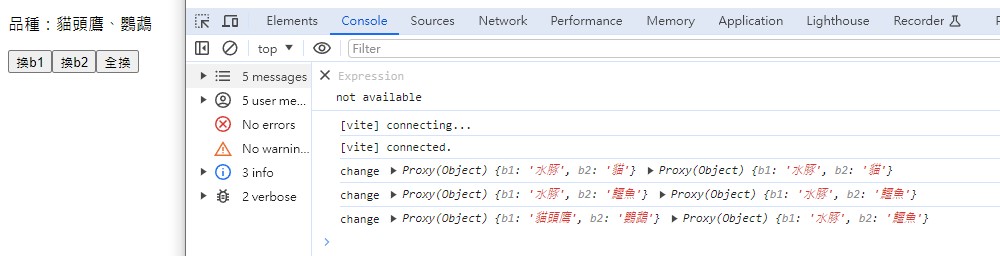 品種：貓頭鷹、鸚鵡
換b1 換b2 全換
Elements Console Sources Network Performance Memory Application Lighthouse Recorder
top Filter
5 messages
5 user me...
No errors
No warnin...
3 info
2 verbose
Expression
not available
[vite] connecting...
[vite] connected.
change ▶ Proxy(Object) {b1: '水豚', b2: '貓'} ▶ Proxy(Object) {b1: '水豚', b2: '貓'}
change ▶ Proxy(Object) {b1: '水豚', b2: '鱷魚'} ▶ Proxy(Object) {b1: '水豚', b2: '鱷魚'}
change ▶ Proxy(Object) {b1: '貓頭鷹', b2: '鸚鵡'} ▶ Proxy(Object) {b1: '水豚', b2: '鱷魚'}